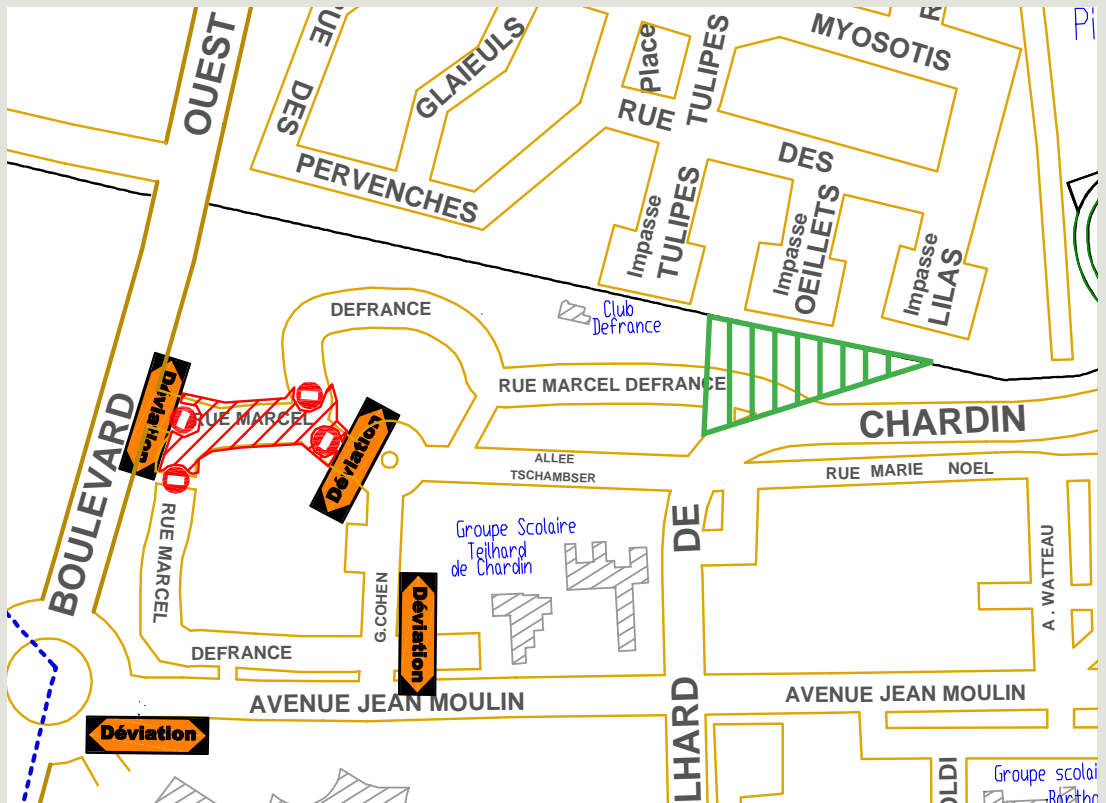 OUEST
DES
GLAIEULS
Place
RUE
TULIPES
MYOSOTIS
DES
PERVENCHES
Impasse
TULIPES
Impasse
OEILLETS
Impasse
LILAS
DEFRANCE
Club
Defrance
RUE MARCEL DEFRANCE
CHARDIN
Déviation
RUE MARCEL
Déviation
BOULEVARD
ALLEE
TSCHAMBSER
RUE MARIE NOEL
RUE MARCEL
Groupe Scolaire
Teilhard
de Chardin
DE
A . WATTEAU
G.COHEN
Déviation
DEFRANCE
AVENUE JEAN MOULIN
AVENUE JEAN MOULIN
Déviation
LHARD
OLDI
Groupe scolai